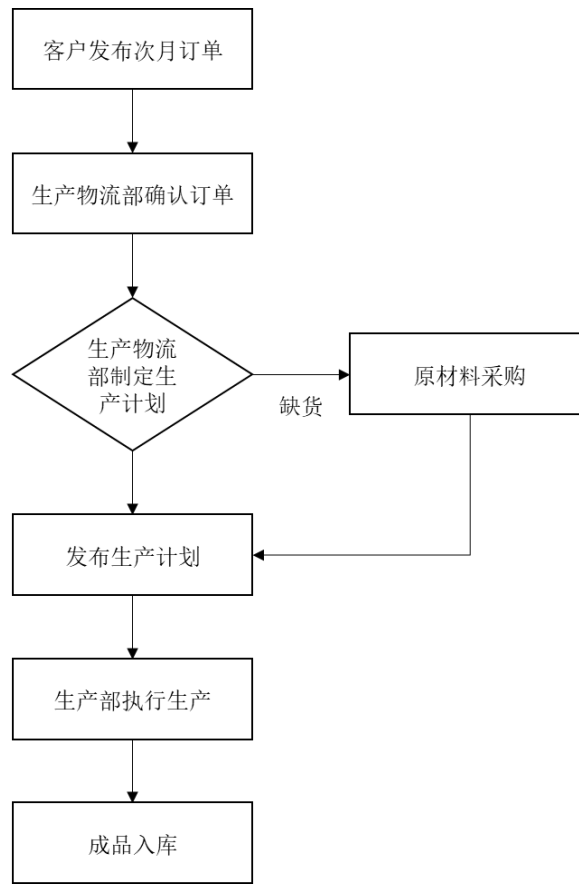 客户发布次月订单
生产物流部确认订单
生产物流
部制定生
产计划
原材料采购
缺货
发布生产计划
生产部执行生产
成品入库